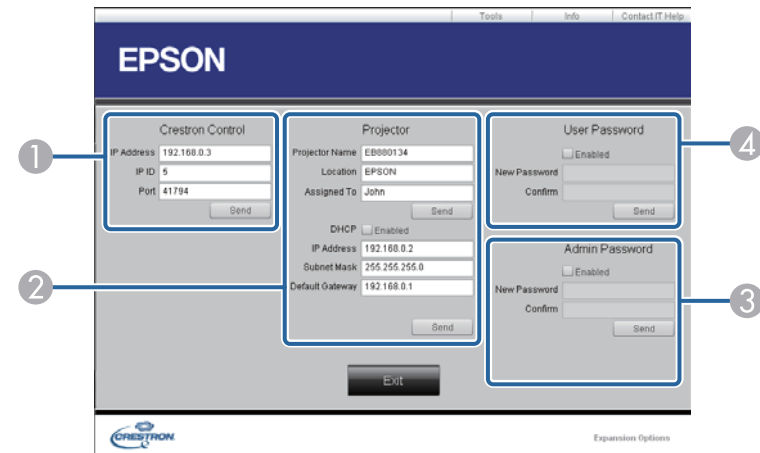 Tools Info Contact IT Help
EPSON
1
Crestron Control
IP Address 192.168.0.3
IP ID 5
Port 41794
Send
2
Projector
Projector Name EB880134
Location EPSON
Assigned To John
Send
DHCP Enabled
IP Address 192.168.0.2
Subnet Mask 255.255.255.0
Default Gateway 192.168.0.1
Send
4
User Password
Enabled
New Password
Confirm
Send
3
Admin Password
Enabled
New Password
Confirm
Send
Exit
CRESTRON
Expansion Options